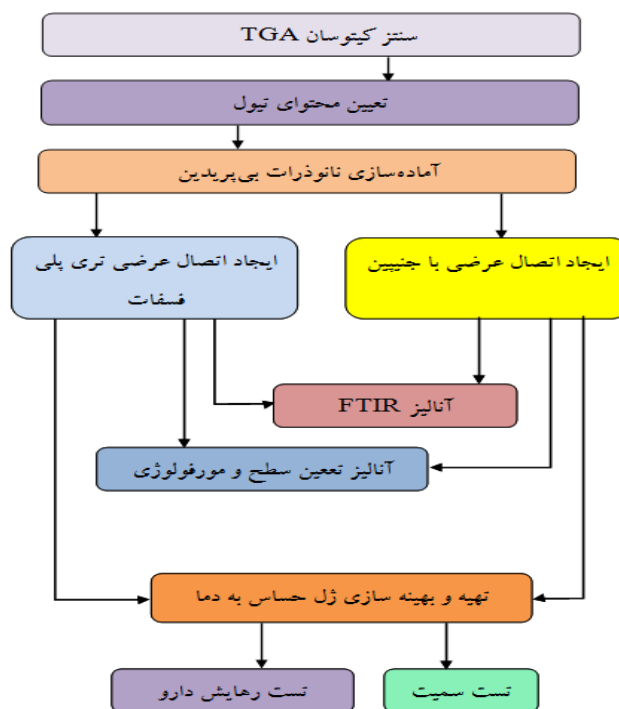 سنتز کیتوسان TGA
تعیین محتوای تیول
آماده‌سازی نانوذرات بی‌پریدین
ایجاد اتصال عرضی با جنیپین
ایجاد اتصال عرضی تری پلی
فسفات
آنالیز FTIR
آنالیز تععین سطح و مورفولوژی
تهیه و بهینه سازی ژل حساس به دما
تست سمیت
تست رهایش دارو